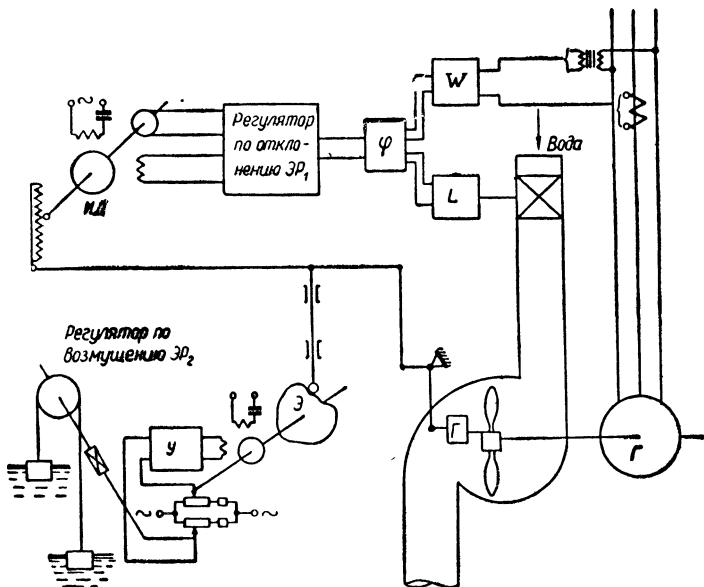 W
Регулятор
по откло-
нению ЭР₁
φ
Вода
L
ИД
~
Регулятор по
возмущению ЭР₂
Э
У
~
~
Г
Г